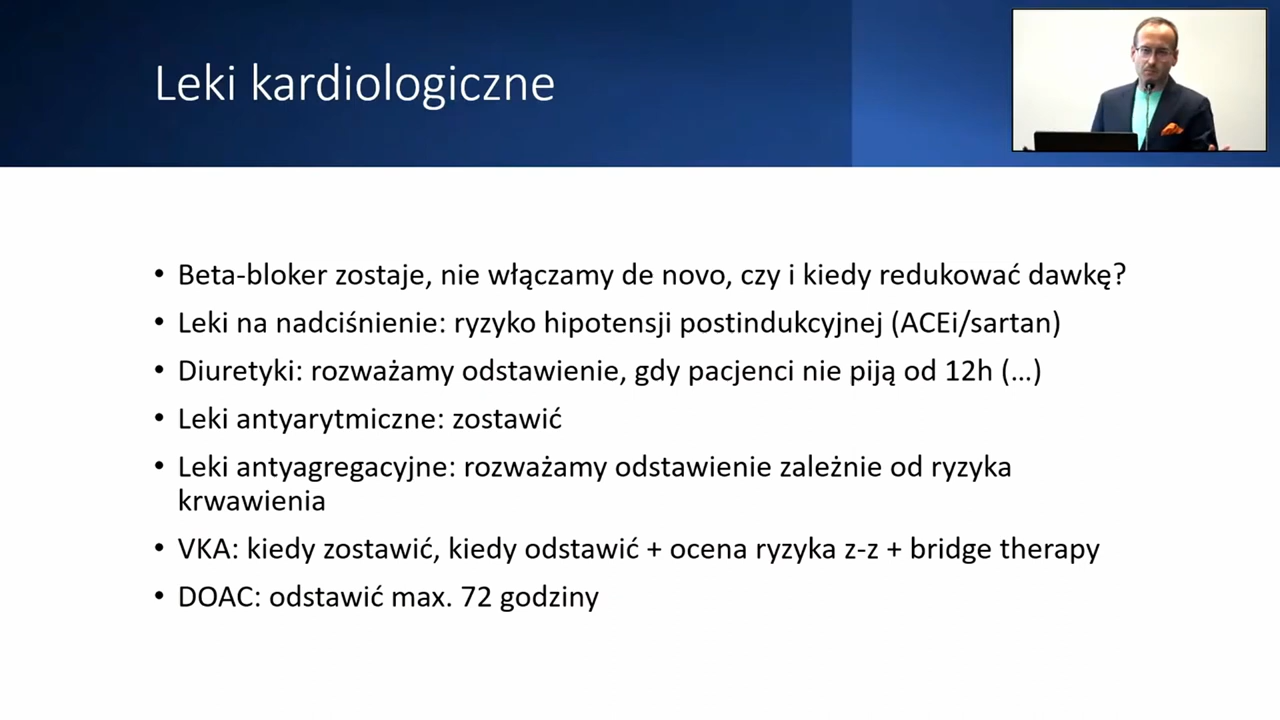 Leki kardiologiczne
• Beta-bloker zostaje, nie włączamy de novo, czy i kiedy redukować dawkę?
• Leki na nadciśnienie: ryzyko hipotensji postindukcyjnej (ACEi/sartan)
• Diuretyki: rozważamy odstawienie, gdy pacjenci nie piją od 12h (...)
• Leki antyarytmiczne: zostawić
• Leki antyagregacyjne: rozważamy odstawienie zależnie od ryzyka
krwawienia
• VKA: kiedy zostawić, kiedy odstawić + ocena ryzyka z-z + bridge therapy
• DOAC: odstawić max. 72 godziny